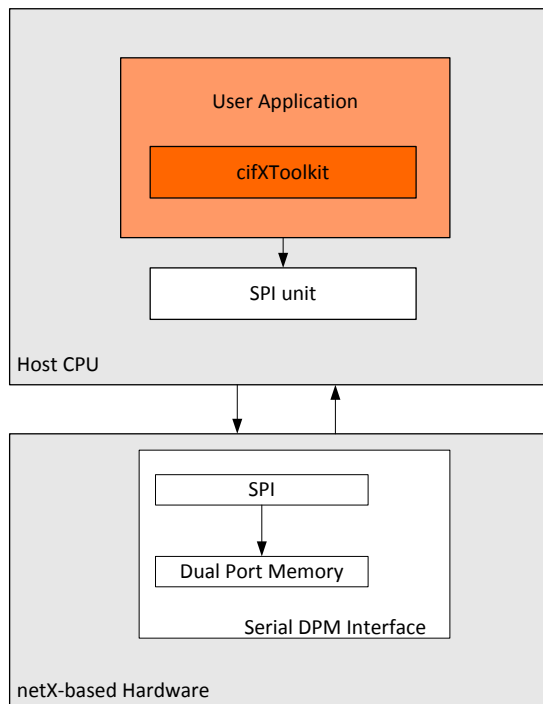 User Application
cifXToolkit
SPI unit
Host CPU
SPI
Dual Port Memory
Serial DPM Interface
netX-based Hardware